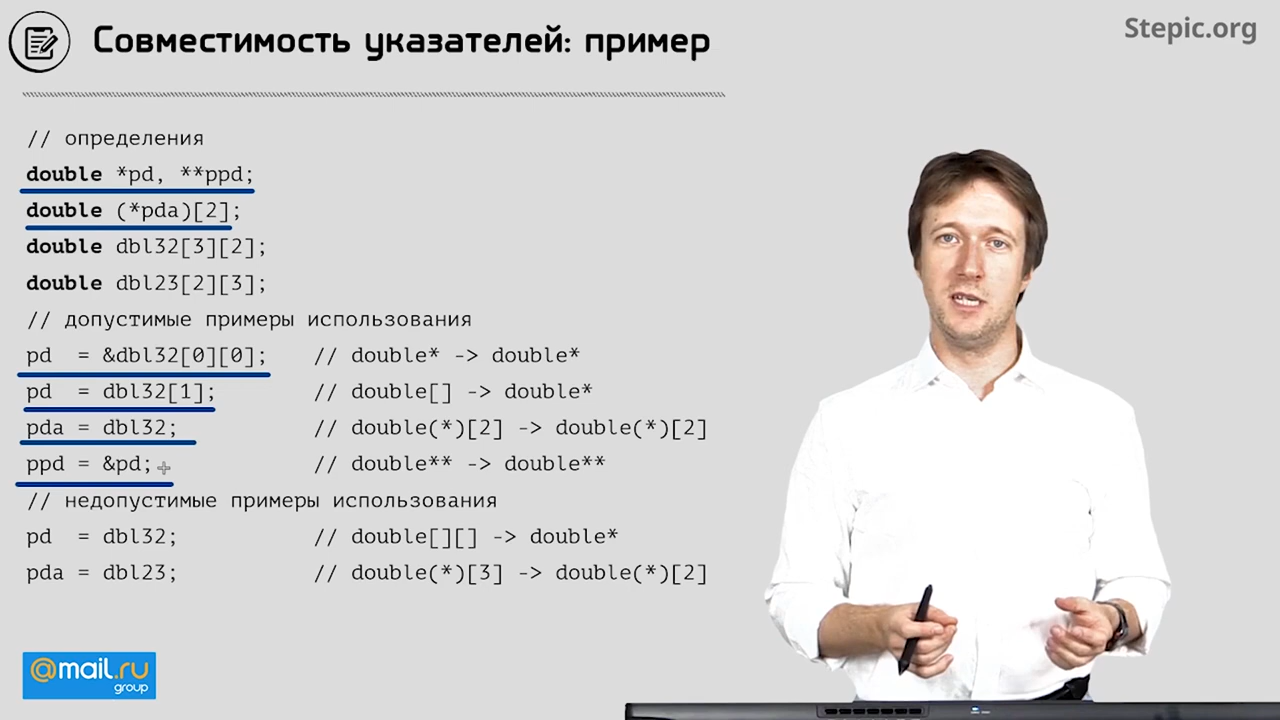 Совместимость указателей: пример
Stepic.org
// определения
double *pd, **ppd;
double (*pda)[2];
double dbl32[3][2];
double dbl23[2][3];
// допустимые примеры использования
pd = &dbl32[0][0]; // double* -> double*
pd = dbl32[1]; // double[] -> double*
pda = dbl32; // double(*)[2] -> double(*)[2]
ppd = &pd; // double** -> double**
// недопустимые примеры использования
pd = dbl32; // double[][] -> double*
pda = dbl23; // double(*)[3] -> double(*)[2]
@mail.ru
group